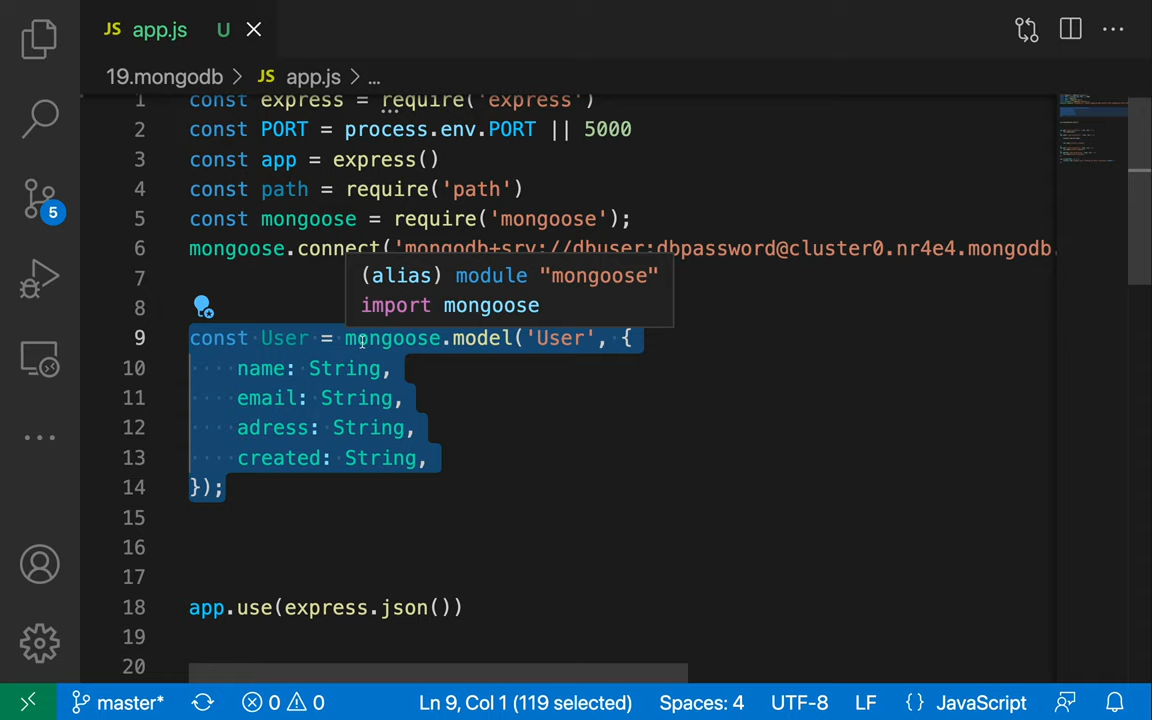 JS app.js U
19.mongodb > JS app.js > ...
1 const express = require('express')
2 const PORT = process.env.PORT || 5000
3 const app = express()
4 const path = require('path')
5 const mongoose = require('mongoose');
6 mongoose.connect('mongodb+srv://dbuser:dbpassword@cluster0.nr4e4.mongodb.
7
(alias) module "mongoose"
import mongoose
8
9 const User = mongoose.model('User', {
10 name: String,
11 email: String,
12 adress: String,
13 created: String,
14 });
15
16
17
18 app.use(express.json())
19
20
5
master* 0 0 Ln 9, Col 1 (119 selected) Spaces: 4 UTF-8 LF {} JavaScript